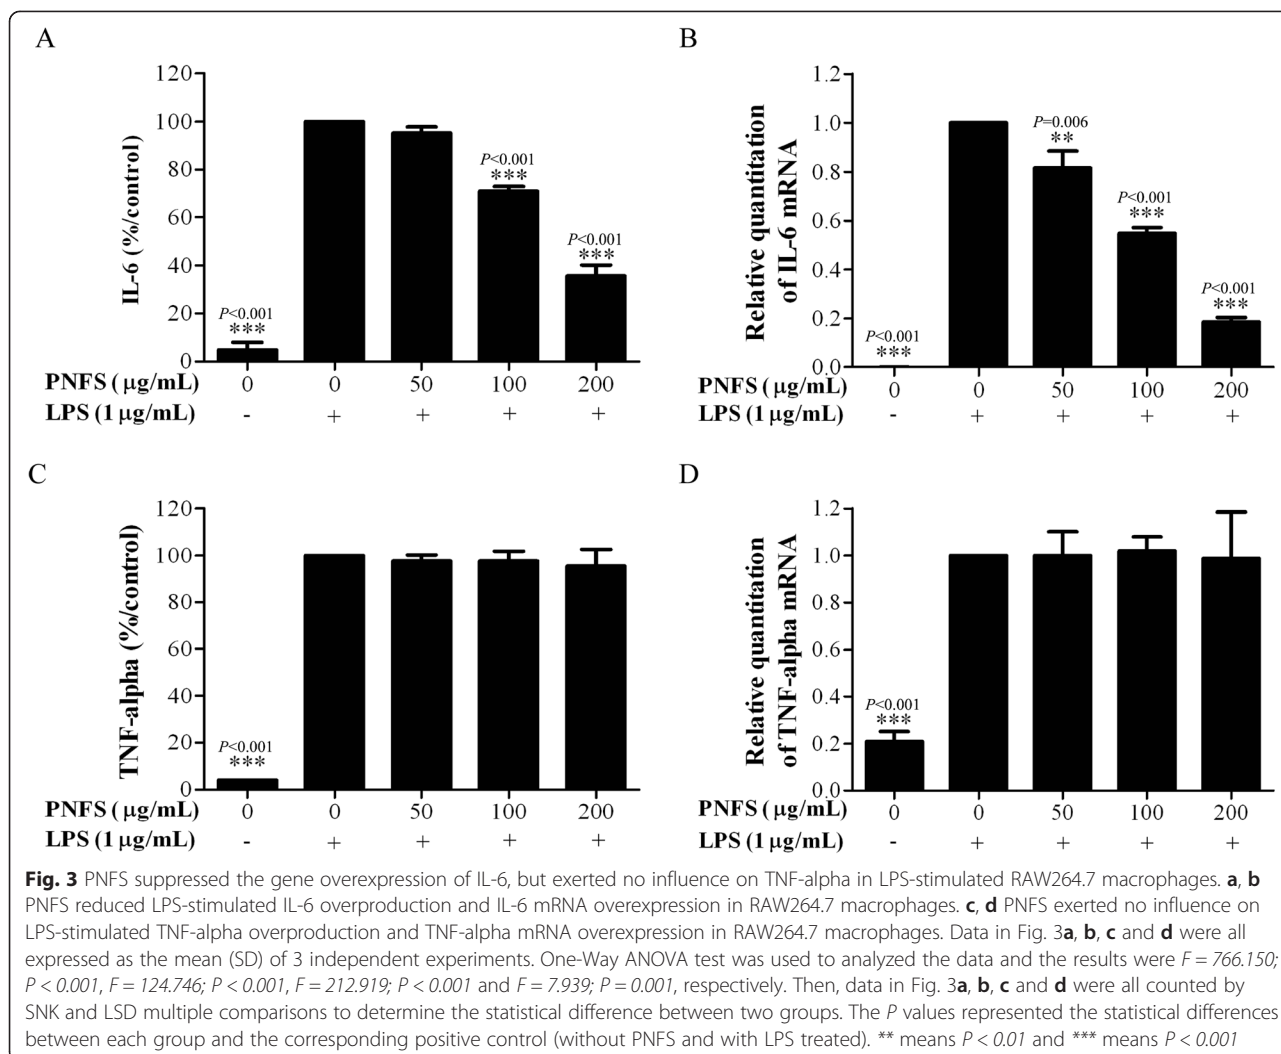 A
IL-6 (%/control)
120
100
80
60
40
20
0
P<0.001
***
P<0.001
***
P<0.001
***
PNFS (μg/mL) 0 0 50 100 200
LPS (1 μg/mL) - + + + +
B
Relative quantitation
of IL-6 mRNA
1.2
1.0
0.8
0.6
0.4
0.2
0.0
P<0.001
***
P=0.006
**
P<0.001
***
P<0.001
***
PNFS (μg/mL) 0 0 50 100 200
LPS (1 μg/mL) - + + + +
C
TNF-alpha (%/control)
120
100
80
60
40
20
0
P<0.001
***
PNFS (μg/mL) 0 0 50 100 200
LPS (1 μg/mL) - + + + +
D
Relative quantitation
of TNF-alpha mRNA
1.2
1.0
0.8
0.6
0.4
0.2
0.0
P<0.001
***
PNFS (μg/mL) 0 0 50 100 200
LPS (1 μg/mL) - + + + +
Fig. 3 PNFS suppressed the gene overexpression of IL-6, but exerted no influence on TNF-alpha in LPS-stimulated RAW264.7 macrophages. a, b
PNFS reduced LPS-stimulated IL-6 overproduction and IL-6 mRNA overexpression in RAW264.7 macrophages. c, d PNFS exerted no influence on
LPS-stimulated TNF-alpha overproduction and TNF-alpha mRNA overexpression in RAW264.7 macrophages. Data in Fig. 3a, b, c and d were all
expressed as the mean (SD) of 3 independent experiments. One-Way ANOVA test was used to analyzed the data and the results were F = 766.150;
P < 0.001, F = 124.746; P < 0.001, F = 212.919; P < 0.001 and F = 7.939; P = 0.001, respectively. Then, data in Fig. 3a, b, c and d were all counted by
SNK and LSD multiple comparisons to determine the statistical difference between two groups. The P values represented the statistical differences
between each group and the corresponding positive control (without PNFS and with LPS treated). ** means P < 0.01 and *** means P < 0.001